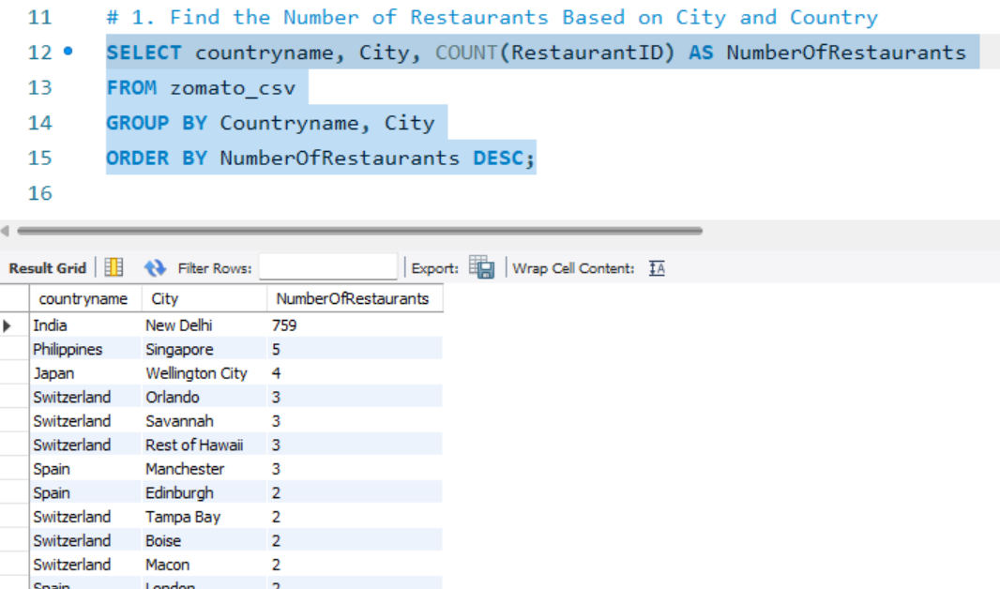 11 # 1. Find the Number of Restaurants Based on City and Country
12 SELECT countryname, City, COUNT(RestaurantID) AS NumberOfRestaurants
13 FROM zomato_csv
14 GROUP BY Countryname, City
15 ORDER BY NumberOfRestaurants DESC;
16
Result Grid Filter Rows: Export: Wrap Cell Content: IA
countryname City NumberOfRestaurants
India New Delhi 759
Philippines Singapore 5
Japan Wellington City 4
Switzerland Orlando 3
Switzerland Savannah 3
Switzerland Rest of Hawaii 3
Spain Manchester 3
Spain Edinburgh 2
Switzerland Tampa Bay 2
Switzerland Boise 2
Switzerland Macon 2
Spain London 2